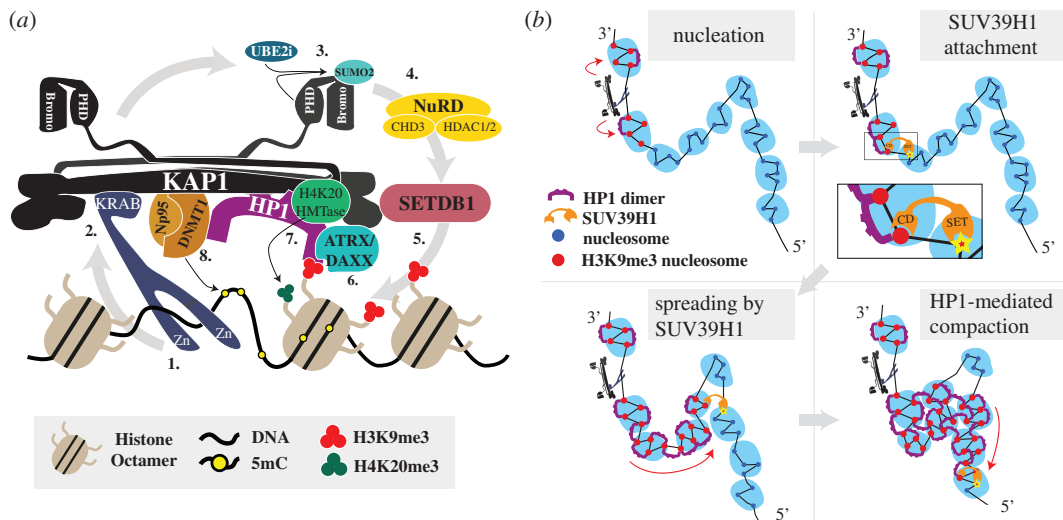 (a)
UBE2i
3.
SUMO2
4.
Bromo
PHD
PHD
Bromo
NuRD
CHD3
HDAC1/2
KAP1
KRAB
Np95
DNMT1
HP1
H4K20
HMTase
SETDB1
2.
8.
7.
ATRX/
DAXX
5.
6.
Zn
Zn
1.
Histone
Octamer
DNA
5mC
H3K9me3
H4K20me3
(b)
nucleation
3'
5'
SUV39H1
attachment
3'
CD
SET
5'
HP1 dimer
SUV39H1
nucleosome
H3K9me3 nucleosome
CD
SET
spreading by
SUV39H1
3'
5'
HP1-mediated
compaction
3'
5'